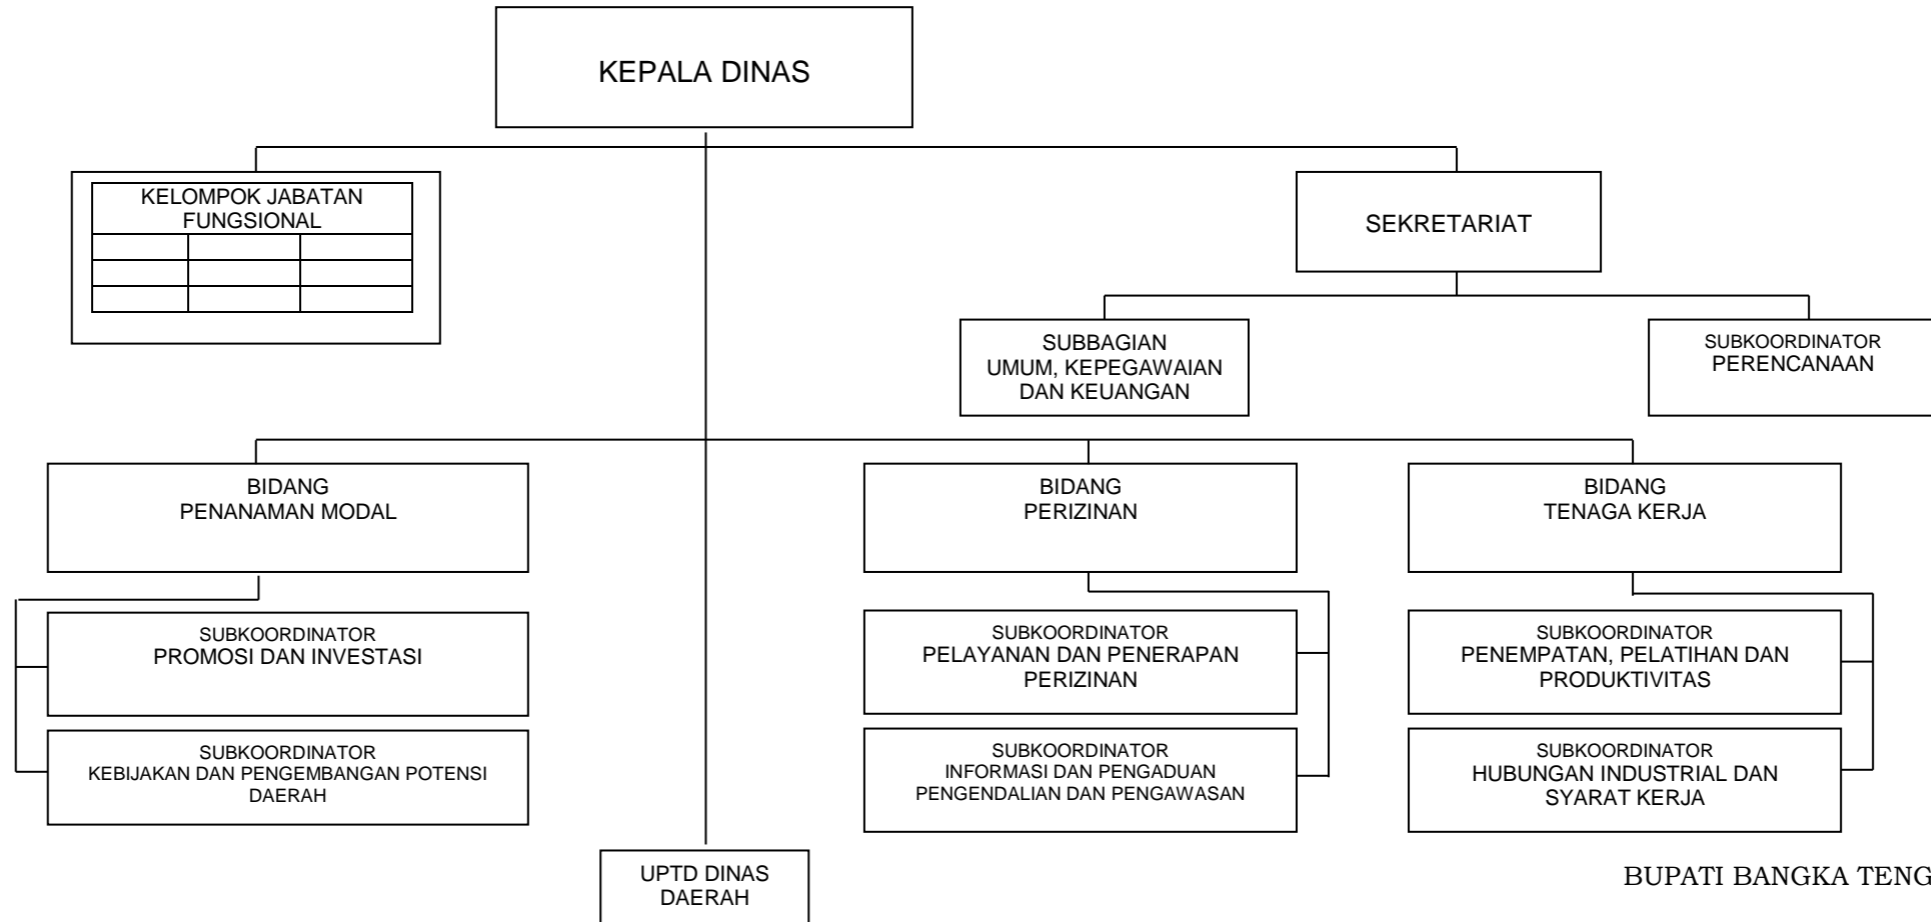 KEPALA DINAS
KELOMPOK JABATAN
FUNGSIONAL
SEKRETARIAT
SUBBAGIAN
UMUM, KEPEGAWAIAN
DAN KEUANGAN
SUBKOORDINATOR
PERENCANAAN
BIDANG
PENANAMAN MODAL
BIDANG
PERIZINAN
BIDANG
TENAGA KERJA
SUBKOORDINATOR
PROMOSI DAN INVESTASI
SUBKOORDINATOR
PELAYANAN DAN PENERAPAN
PERIZINAN
SUBKOORDINATOR
PENEMPATAN, PELATIHAN DAN
PRODUKTIVITAS
SUBKOORDINATOR
KEBIJAKAN DAN PENGEMBANGAN POTENSI
DAERAH
SUBKOORDINATOR
INFORMASI DAN PENGADUAN
PENGENDALIAN DAN PENGAWASAN
SUBKOORDINATOR
HUBUNGAN INDUSTRIAL DAN
SYARAT KERJA
UPTD DINAS
DAERAH
BUPATI BANGKA TENG